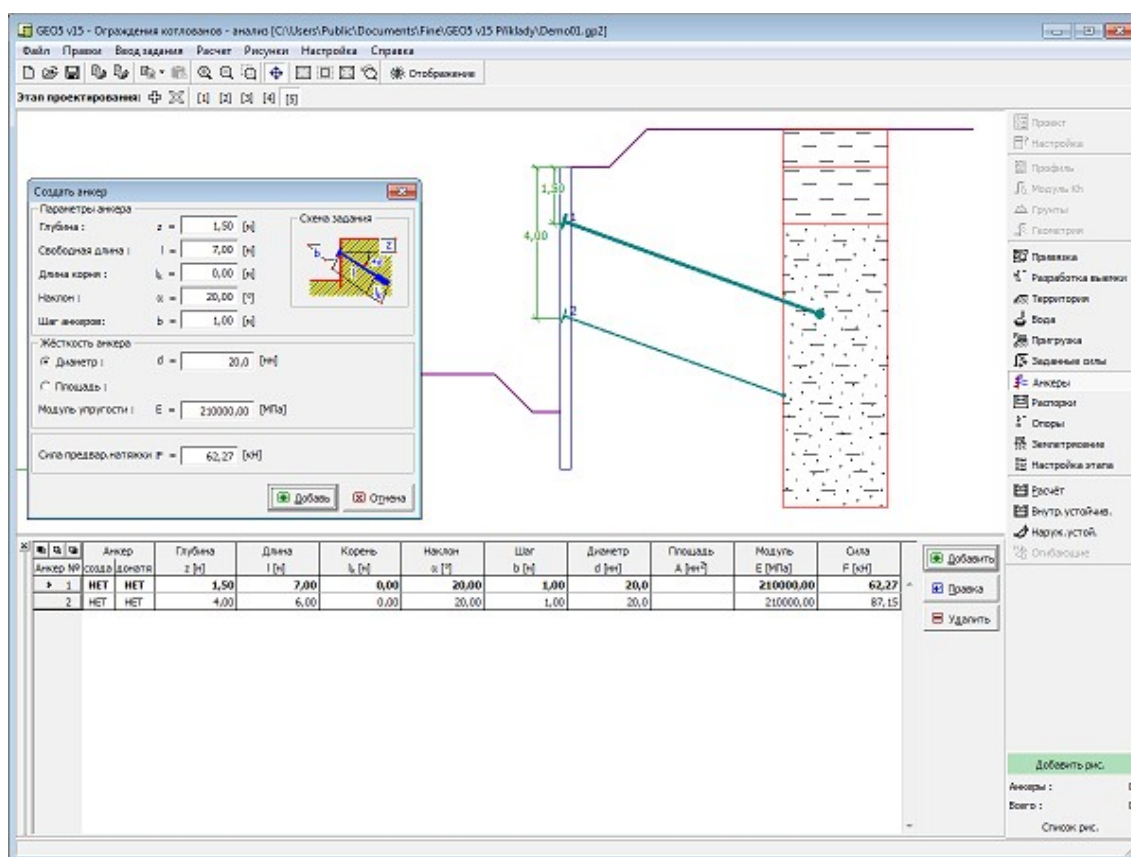 GEO5 v15 - Ограждения котлованов - анализ [C:\Users\Public\Documents\Fine\GEO5 v15 Příklady\Demo01.gp2]
Файл Правки Ввод задания Расчет Рисунки Настройка Справка
Отображение
Этап проектирования: [1] [2] [3] [4] [5]
Создать анкер
Параметры анкера
Глубина : z = 1,50 [м]
Свободная длина : l = 7,00 [м]
Длина корня : lk = 0,00 [м]
Наклон : α = 20,00 [°]
Шаг анкеров: b = 1,00 [м]
Схема задания
z
b
Жёсткость анкера
Диаметр : d = 20,0 [мм]
Площадь :
Модуль упругости : E = 210000,00 [МПа]
Сила предвар.натяжки F = 62,27 [кН]
Добавь Отмена
1,50
4,00
1
2
Проект
Настройка
Профиль
Модуль Kh
Грунты
Геометрия
Привязка
Разработка выемки
Территория
Вода
Пригрузка
Заданные силы
Анкеры
Распорки
Опоры
Землетрясение
Настройка этапа
Расчёт
Внутр.устойчив.
Наруж.устой.
Огибающие
Анкер Глубина Длина Корень Наклон Шаг Диаметр Площадь Модуль Сила
Анкер № созда донатя z [м] l [м] lk [м] α [°] b [м] d [мм] A [мм²] E [МПа] F [кН]
1 НЕТ НЕТ 1,50 7,00 0,00 20,00 1,00 20,0 210000,00 62,27
2 НЕТ НЕТ 4,00 6,00 0,00 20,00 1,00 20,0 210000,00 87,15
Добавить
Правка
Удалить
Добавить рис.
Анкеры :
Всего :
Список рис.